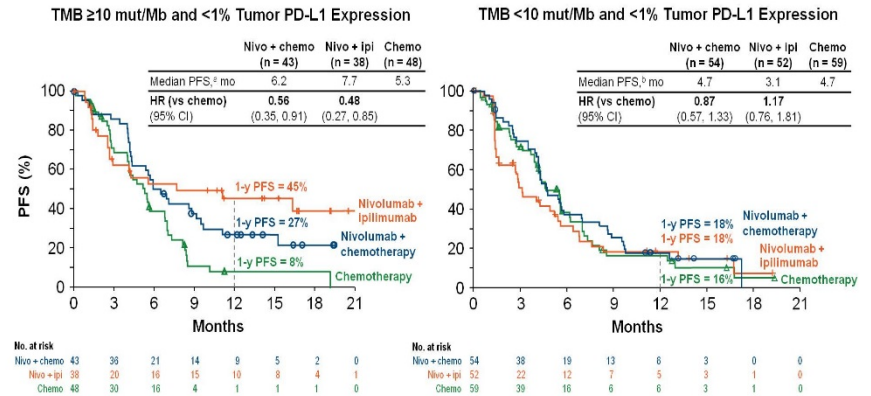 TMB ≥10 mut/Mb and <1% Tumor PD-L1 Expression
Nivo + chemo Nivo + ipi Chemo
(n = 43) (n = 38) (n = 48)
Median PFS,ᵃ mo 6.2 7.7 5.3
HR (vs chemo) 0.56 0.48
(95% CI) (0.35, 0.91) (0.27, 0.85)
PFS (%)
100
80
60
40
20
0
1-y PFS = 45%
1-y PFS = 27%
1-y PFS = 8%
Nivolumab +
ipilimumab
Nivolumab +
chemotherapy
Chemotherapy
0 3 6 9 12 15 18 21
Months
No. at risk
Nivo + chemo 43 36 21 14 9 5 2 0
Nivo + ipi 38 20 16 15 10 8 4 1
Chemo 48 30 16 4 1 1 1 0
TMB <10 mut/Mb and <1% Tumor PD-L1 Expression
Nivo + chemo Nivo + ipi Chemo
(n = 54) (n = 52) (n = 59)
Median PFS,ᵇ mo 4.7 3.1 4.7
HR (vs chemo) 0.87 1.17
(95% CI) (0.57, 1.33) (0.76, 1.81)
100
80
60
40
20
0
1-y PFS = 18%
1-y PFS = 18%
1-y PFS = 16%
Nivolumab +
chemotherapy
Nivolumab +
ipilimumab
Chemotherapy
0 3 6 9 12 15 18 21
Months
No. at risk
Nivo + chemo 54 38 19 13 6 3 0 0
Nivo + ipi 52 22 12 7 5 3 1 0
Chemo 59 39 16 6 6 3 1 0